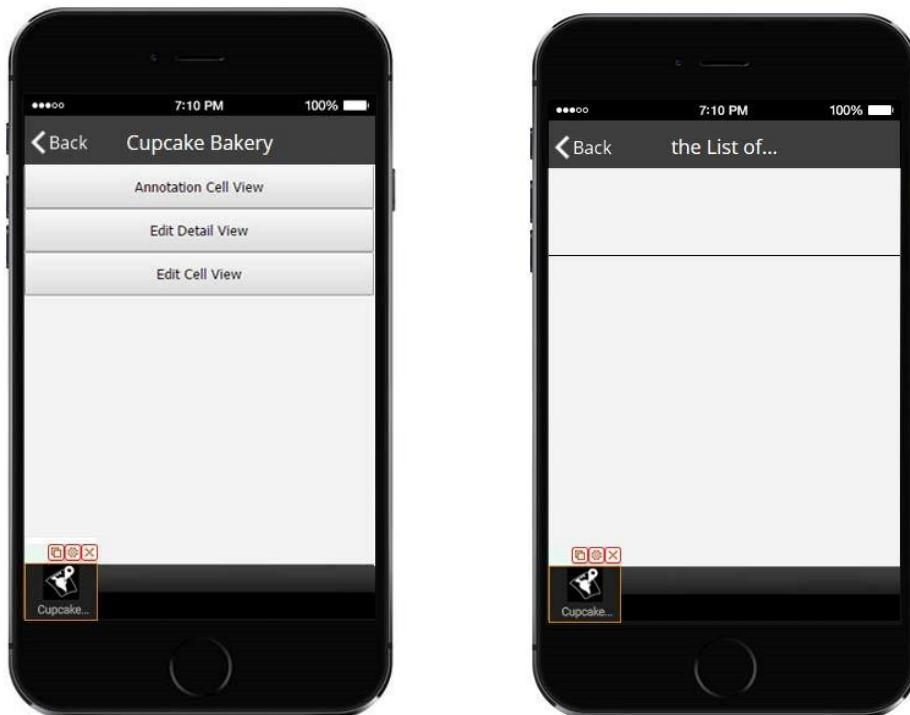 7:10 PM 100%
Back Cupcake Bakery
Annotation Cell View
Edit Detail View
Edit Cell View
Cupcake...
7:10 PM 100%
Back the List of...
Cupcake...